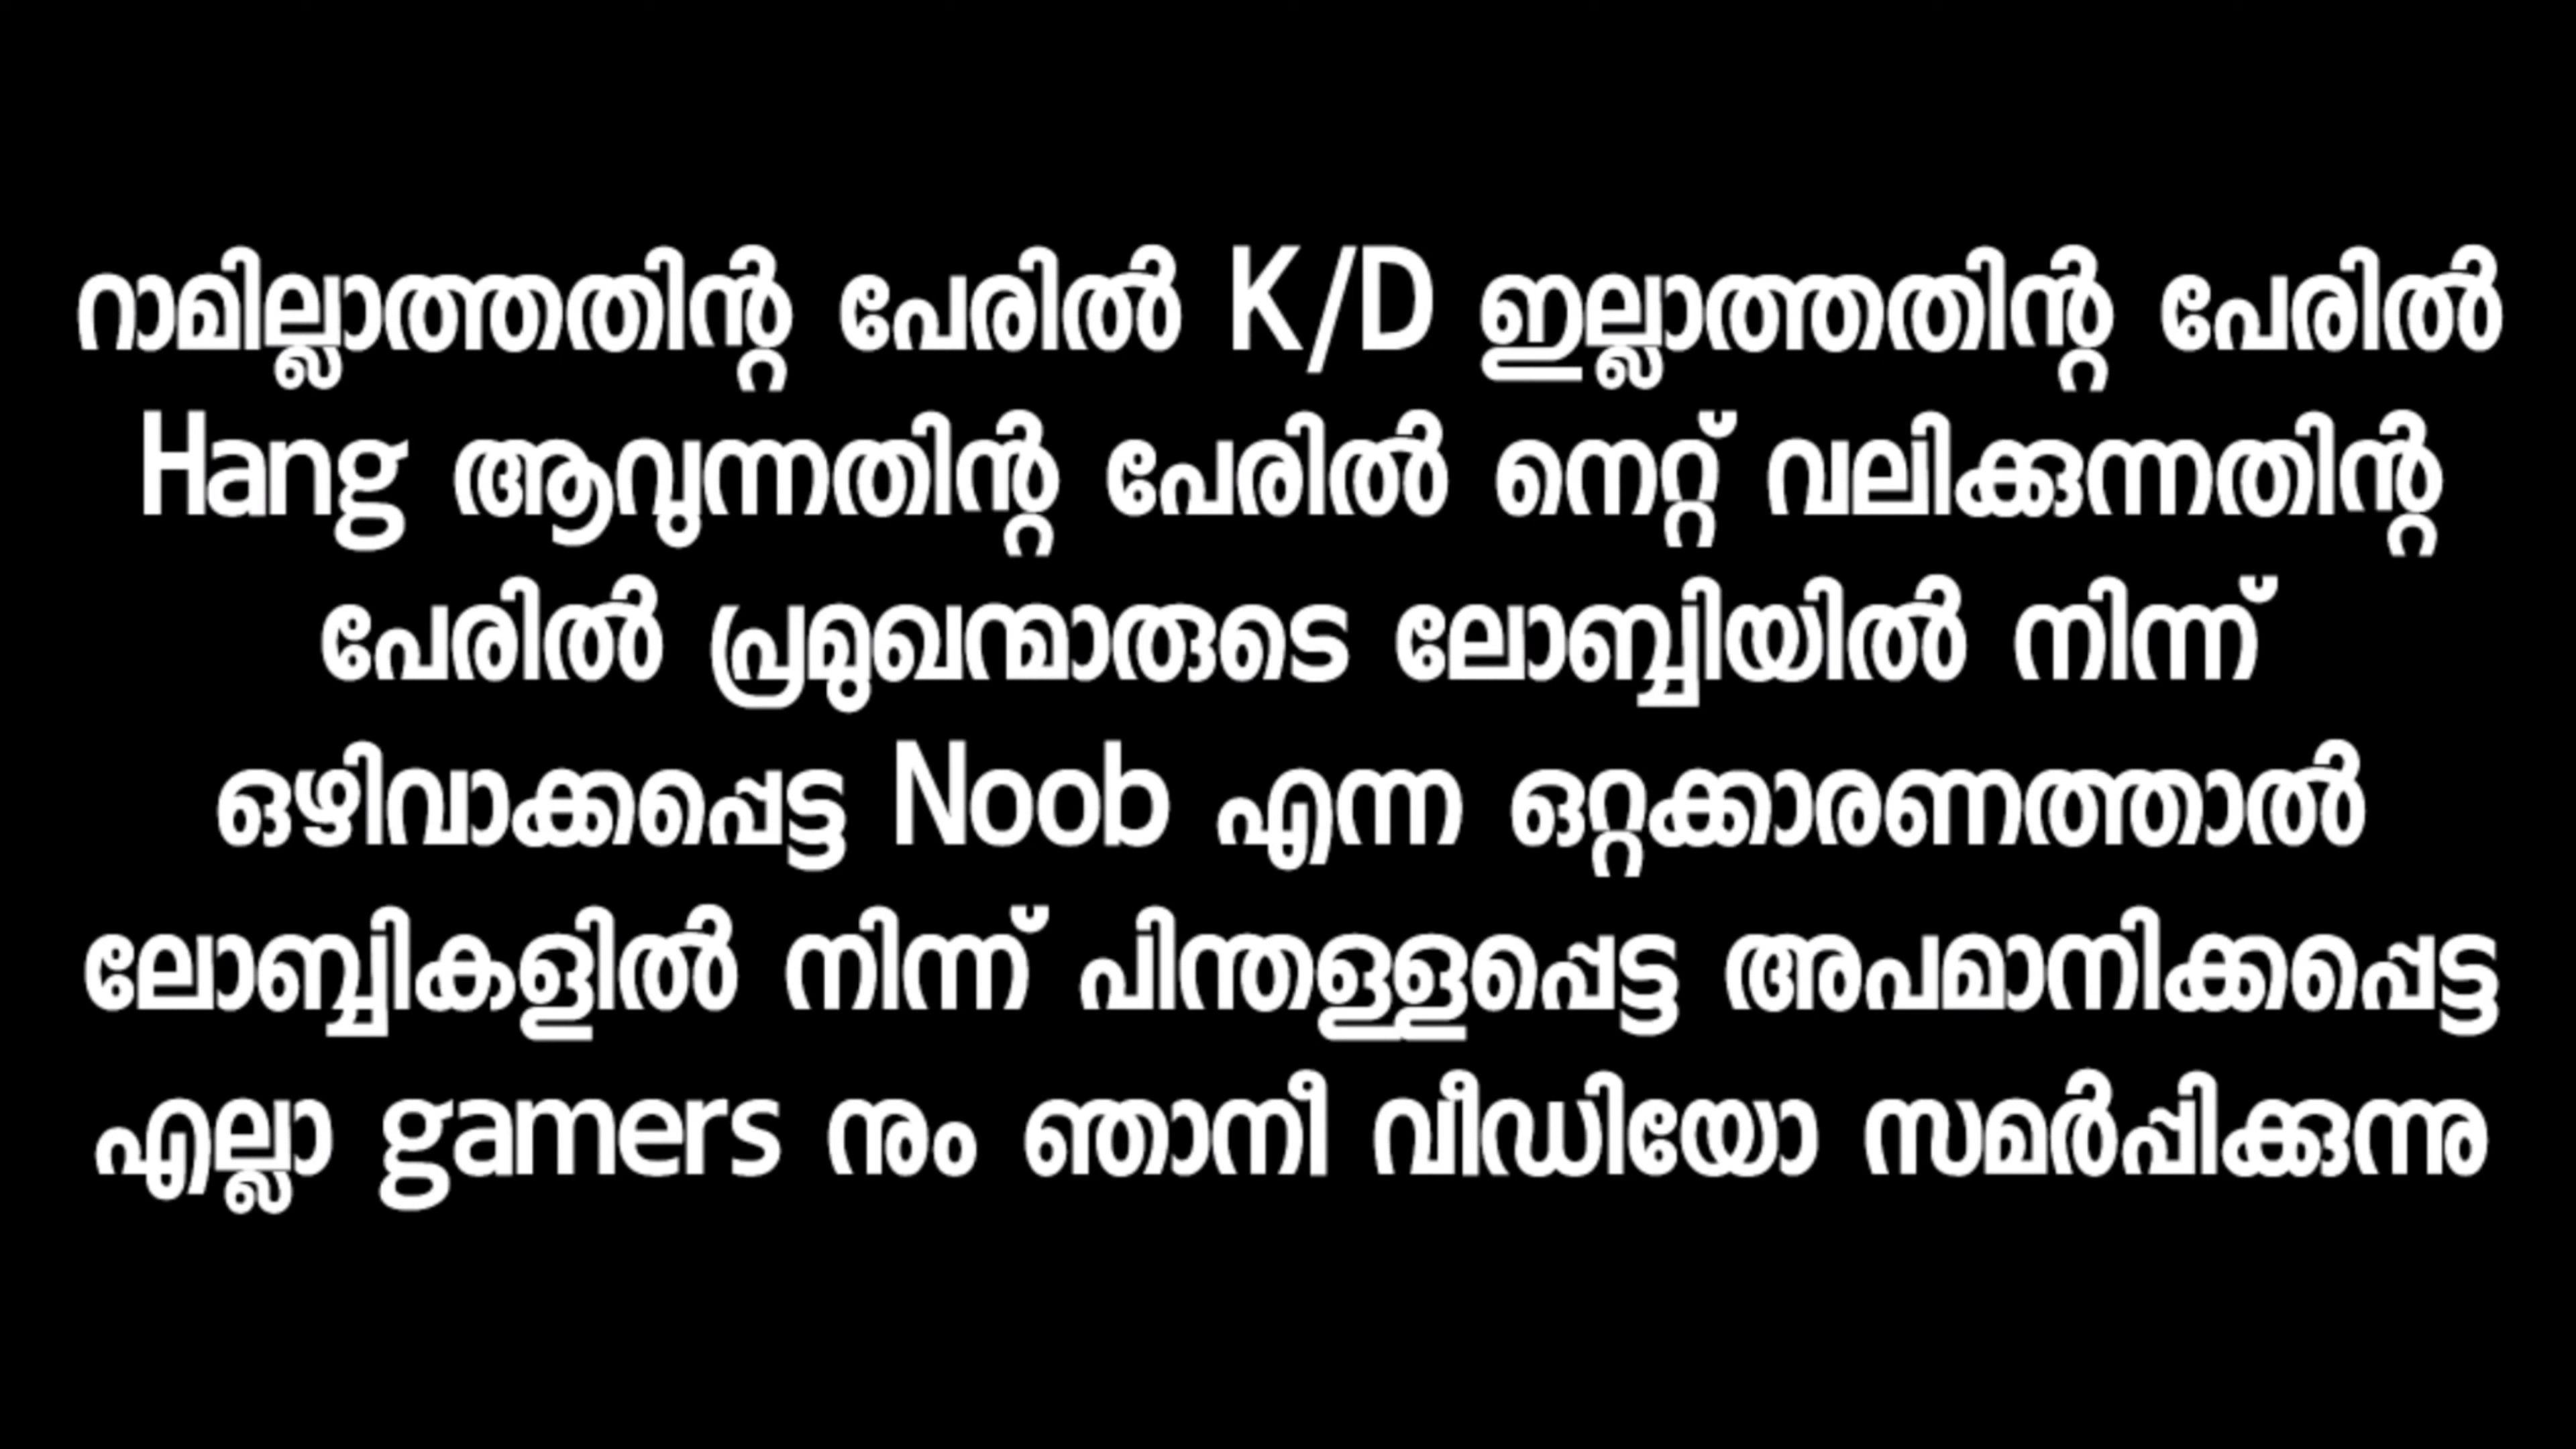 റാമില്ലാത്തതിന്റ പേരിൽ K/D ഇല്ലാത്തതിന്റ പേരിൽ
Hang ആവുന്നതിന്റ പേരിൽ നെറ്റ് വലിക്കുന്നതിന്റ
പേരിൽ പ്രമുഖന്മാരുടെ ലോബ്ബിയിൽ നിന്ന്
ഒഴിവാക്കപ്പെട്ട Noob എന്ന ഒറ്റക്കാരണത്താൽ
ലോബ്ബികളിൽ നിന്ന് പിന്തള്ളപ്പെട്ട അപമാനിക്കപ്പെട്ട
എല്ലാ gamers നും ഞാനീ വീഡിയോ സമർപ്പിക്കുന്നു